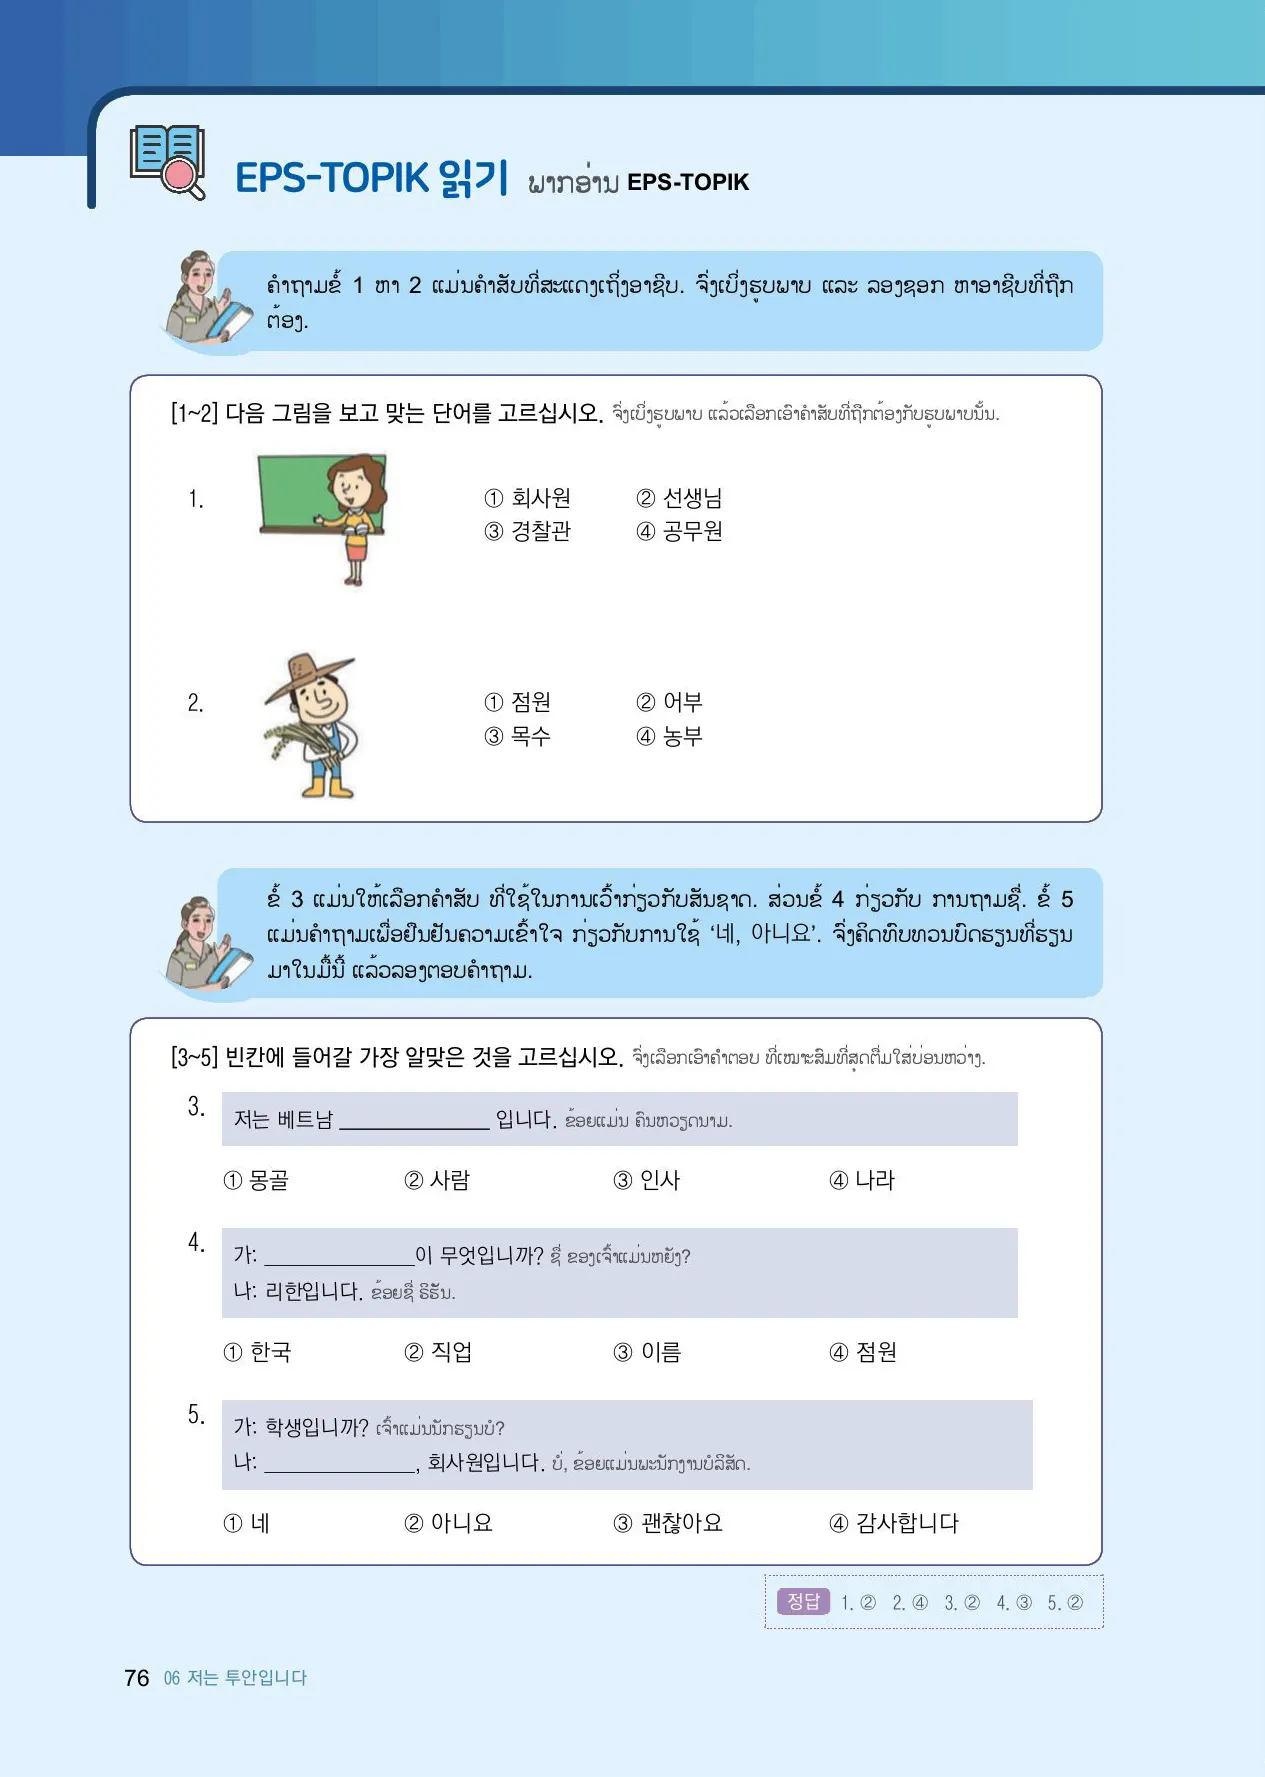 EPS-TOPIK 읽기 ພາກອ່ານ EPS-TOPIK
ຄຳຖາມຂໍ້ 1 ຫາ 2 ແມ່ນຄຳສັບທີ່ສະແດງເຖິງອາຊີບ. ຈົ່ງເບິ່ງຮູບພາບ ແລະ ລອງຊອກ ຫາອາຊີບທີ່ຖືກ
ຕ້ອງ.
[1~2] 다음 그림을 보고 맞는 단어를 고르십시오. ຈົ່ງເບິ່ງຮູບພາບ ແລ້ວເລືອກເອົາຄຳສັບທີ່ຖືກຕ້ອງກັບຮູບພາບນັ້ນ.
1. ① 회사원 ② 선생님
③ 경찰관 ④ 공무원
2. ① 점원 ② 어부
③ 목수 ④ 농부
ຂໍ້ 3 ແມ່ນໃຫ້ເລືອກຄຳສັບ ທີ່ໃຊ້ໃນການເວົ້າກ່ຽວກັບສັນຊາດ. ສ່ວນຂໍ້ 4 ກ່ຽວກັບ ການຖາມຊື່. ຂໍ້ 5
ແມ່ນຄຳຖາມເພື່ອຢືນຢັນຄວາມເຂົ້າໃຈ ກ່ຽວກັບການໃຊ້ ‘네, 아니요’. ຈົ່ງຄິດທົບທວນບົດຮຽນທີ່ຮຽນ
ມາໃນມື້ນີ້ ແລ້ວລອງຕອບຄຳຖາມ.
[3~5] 빈칸에 들어갈 가장 알맞은 것을 고르십시오. ຈົ່ງເລືອກເອົາຄຳຕອບ ທີ່ເໝາະສົມທີ່ສຸດຕື່ມໃສ່ບ່ອນຫວ່າງ.
3. 저는 베트남 ______________ 입니다. ຂ້ອຍແມ່ນ ຄົນຫວຽດນາມ.
① 몽골 ② 사람 ③ 인사 ④ 나라
4. 가: ______________이 무엇입니까? ຊື່ ຂອງເຈົ້າແມ່ນຫຍັງ?
나: 리한입니다. ຂ້ອຍຊື່ ຣິຮັນ.
① 한국 ② 직업 ③ 이름 ④ 점원
5. 가: 학생입니까? ເຈົ້າແມ່ນນັກຮຽນບໍ?
나: ______________, 회사원입니다. ບໍ່, ຂ້ອຍແມ່ນພະນັກງານບໍລິສັດ.
① 네 ② 아니요 ③ 괜찮아요 ④ 감사합니다
정답 1. ② 2. ④ 3. ② 4. ③ 5. ②
76 06 저는 투안입니다